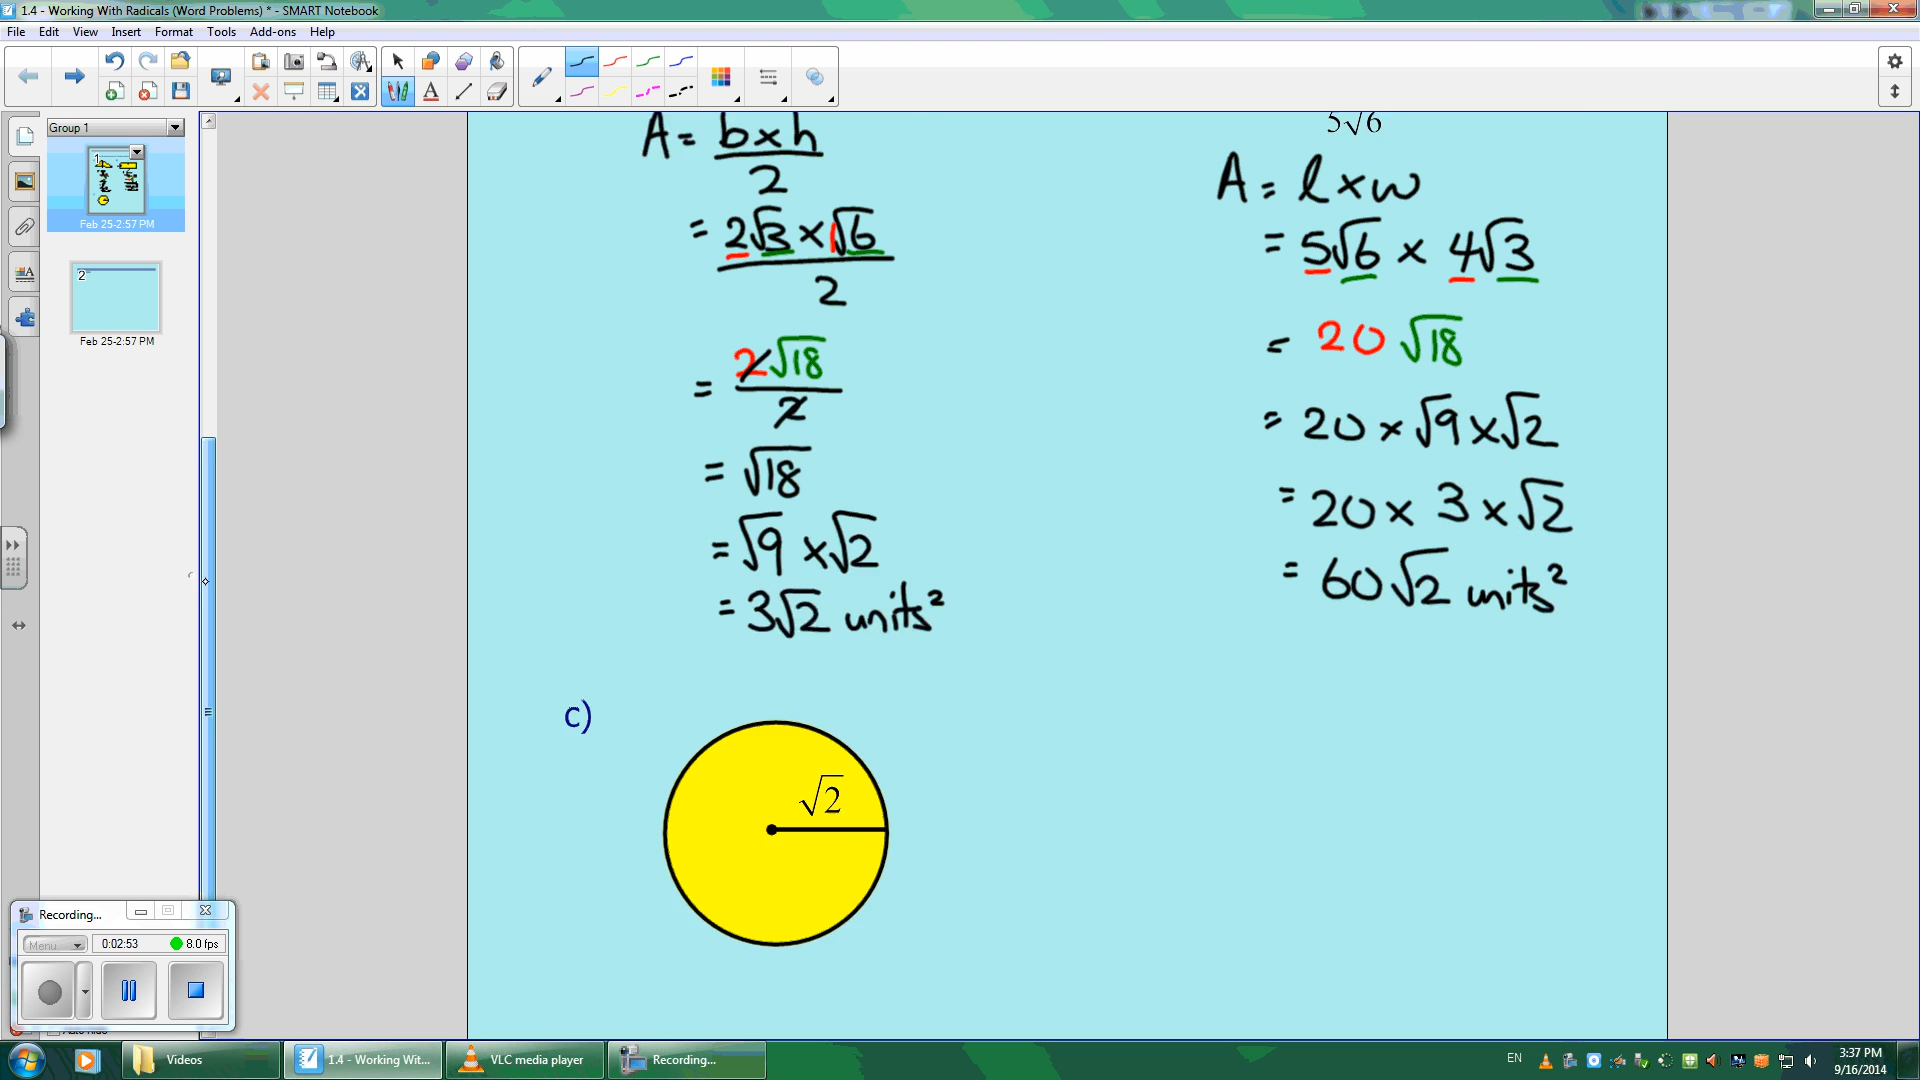 1.4 - Working With Radicals (Word Problems) * - SMART Notebook
File Edit View Insert Format Tools Add-ons Help
Group 1
1
Feb 25-2:57 PM
2
Feb 25-2:57 PM
A = b×h / 2
= 2√3 × 1√6 / 2
= 2√18 / 2
= √18
= √9 × √2
= 3√2 units²
5√6
A = l×w
= 5√6 × 4√3
= 20 √18
= 20 × √9 × √2
= 20 × 3 × √2
= 60√2 units²
c)
√2
Recording...
Menu 0:02:53 8.0 fps
Videos 1.4 - Working Wit... VLC media player Recording... EN 3:37 PM
9/16/2014